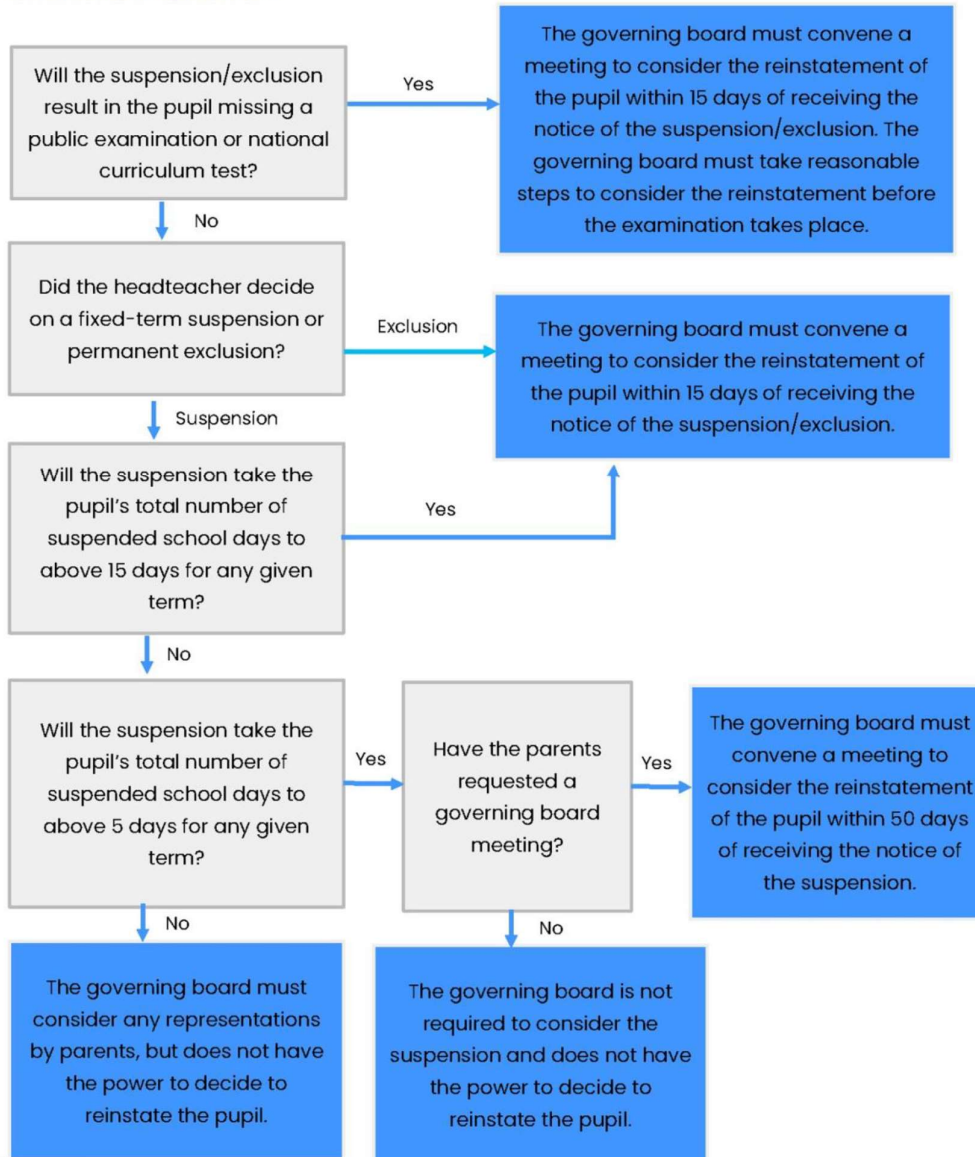 Will the suspension/exclusion
result in the pupil missing a
public examination or national
curriculum test?
Yes
The governing board must convene a
meeting to consider the reinstatement of
the pupil within 15 days of receiving the
notice of the suspension/exclusion. The
governing board must take reasonable
steps to consider the reinstatement before
the examination takes place.
No
Did the headteacher decide
on a fixed-term suspension or
permanent exclusion?
Exclusion
The governing board must convene a
meeting to consider the reinstatement of
the pupil within 15 days of receiving the
notice of the suspension/exclusion.
Suspension
Will the suspension take the
pupil's total number of
suspended school days to
above 15 days for any given
term?
Yes
No
Will the suspension take the
pupil's total number of
suspended school days to
above 5 days for any given
term?
Yes
Have the parents
requested a
governing board
meeting?
Yes
The governing board must
convene a meeting to
consider the reinstatement
of the pupil within 50 days
of receiving the notice of
the suspension.
No
The governing board must
consider any representations
by parents, but does not have
the power to decide to
reinstate the pupil.
No
The governing board is not
required to consider the
suspension and does not have
the power to decide to
reinstate the pupil.